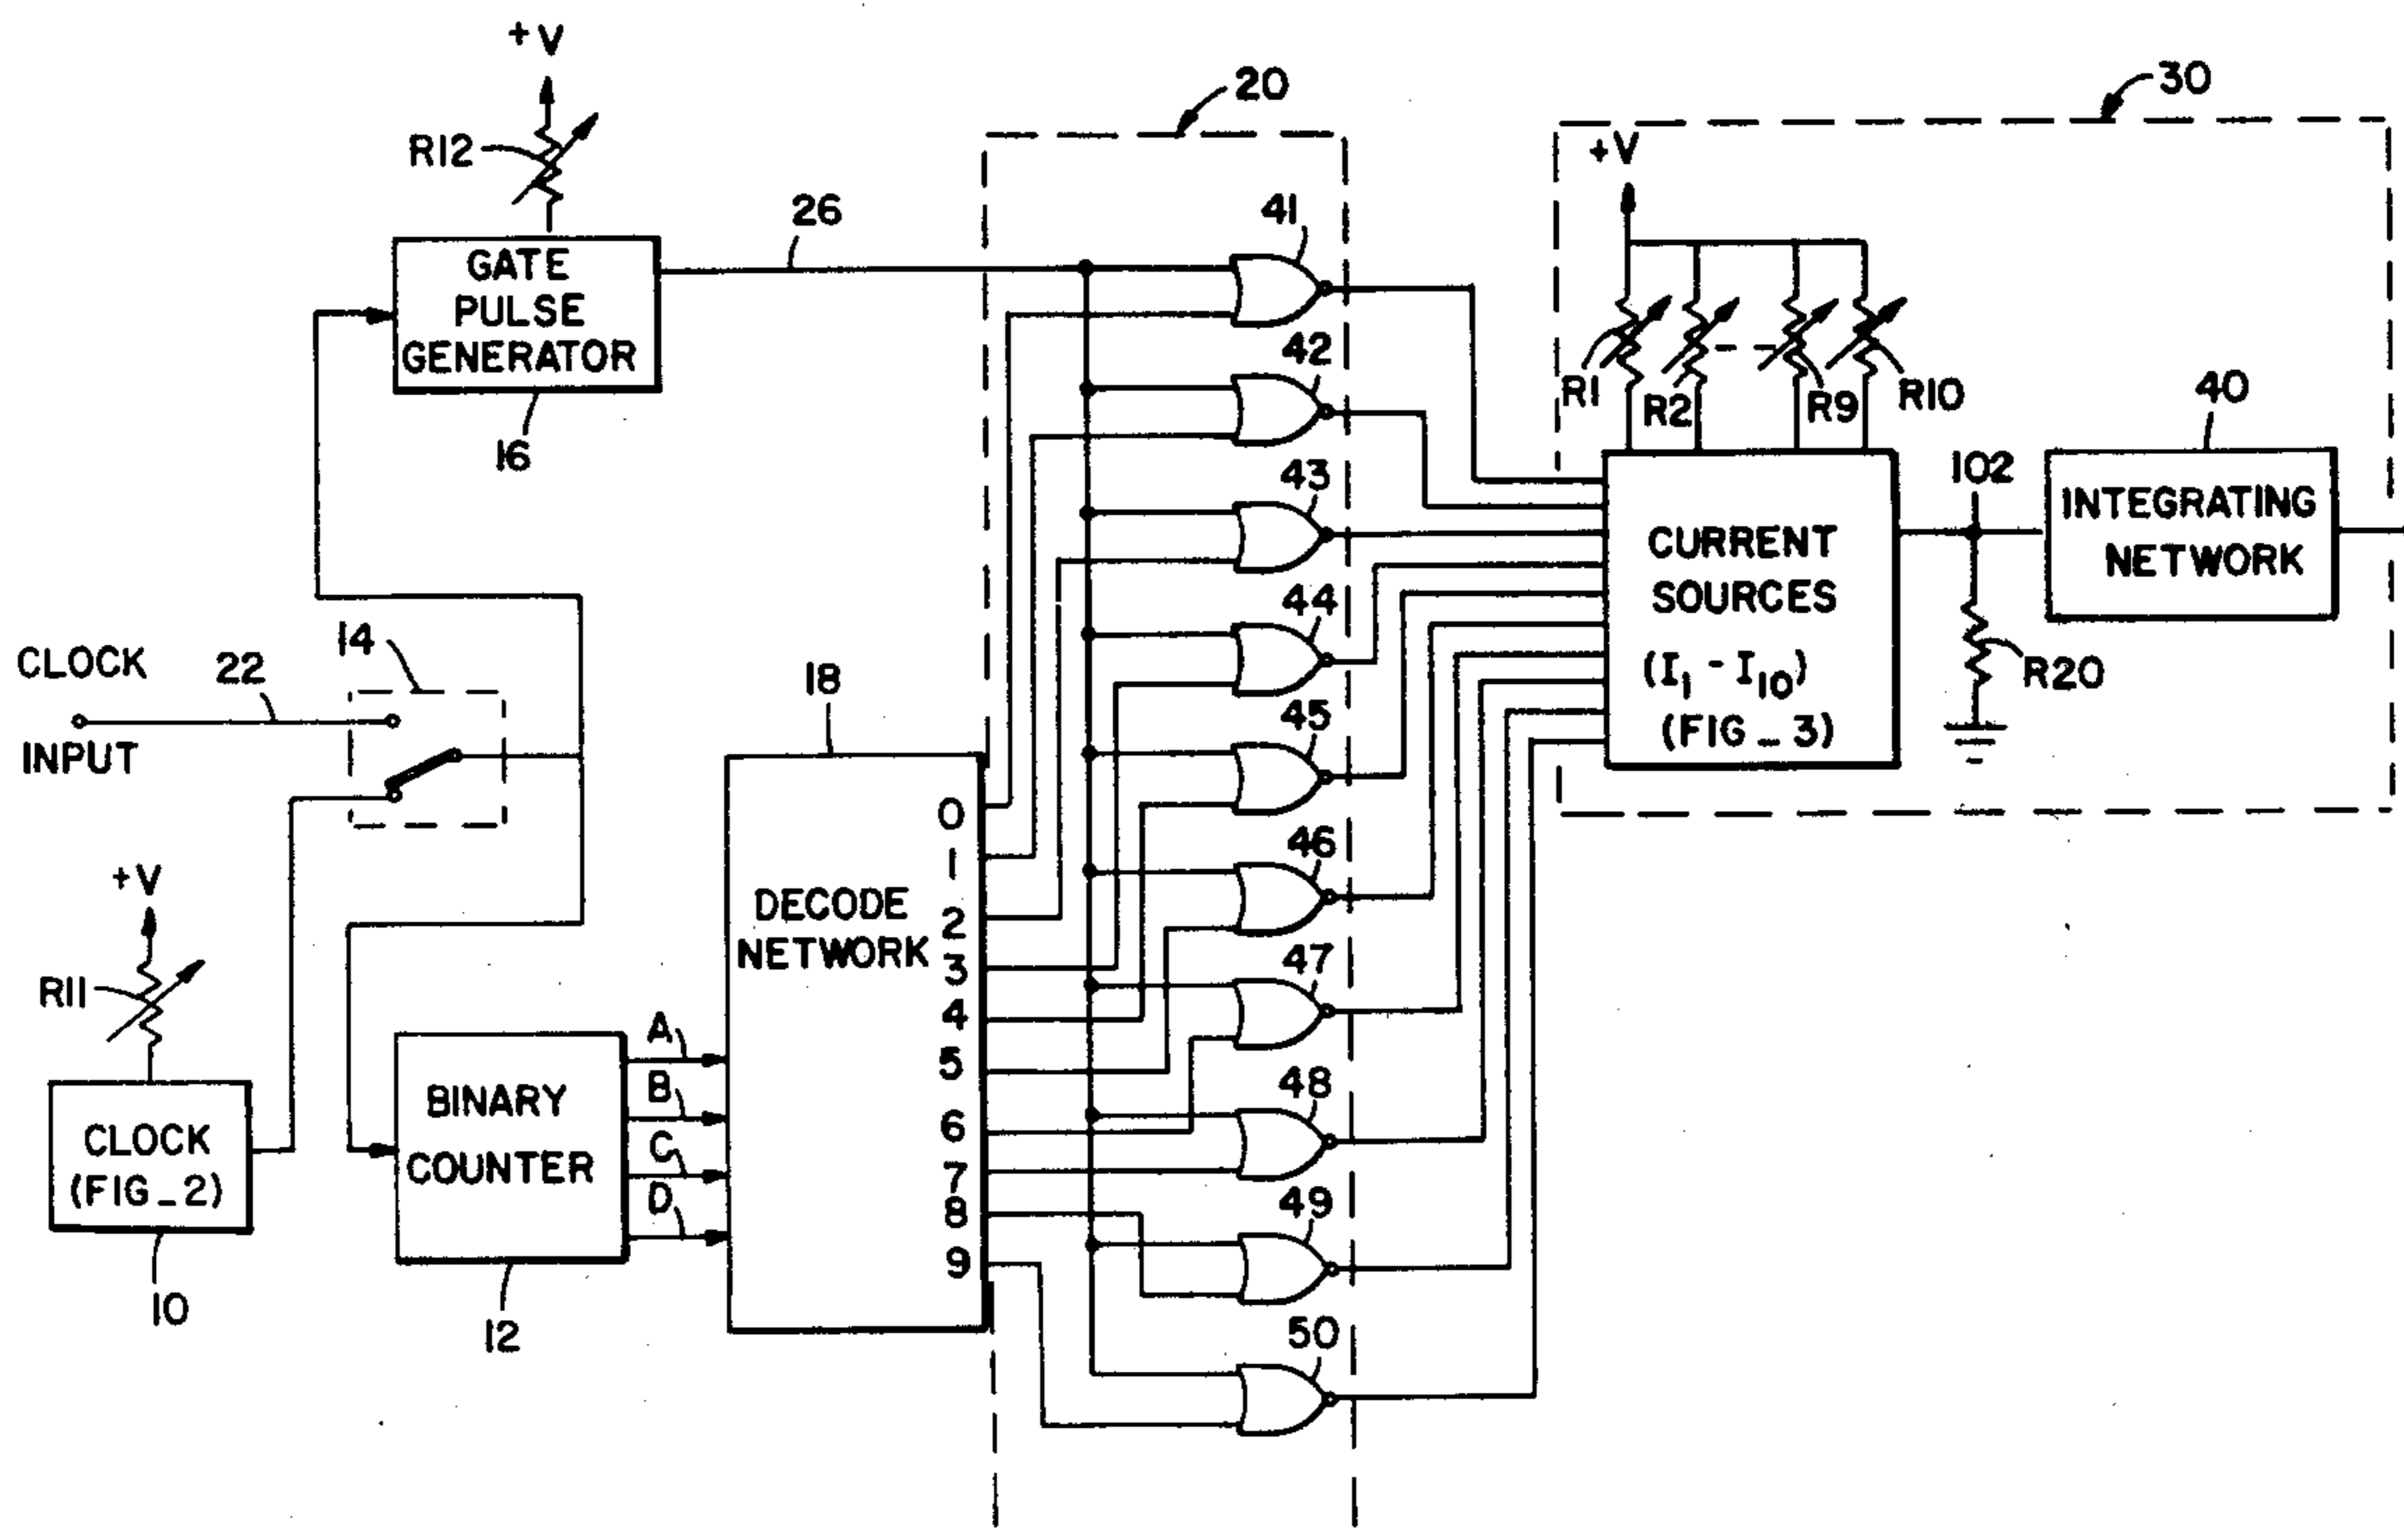 +V
R12
20
30
+V
26
41
GATE
PULSE
GENERATOR
16
42
R1
R2
R9
R10
40
43
102
INTEGRATING
NETWORK
CURRENT
SOURCES
(I1 - I10)
(FIG_3)
R20
44
CLOCK
INPUT
22
14
18
45
+V
R11
DECODE
NETWORK
0
1
2
3
4
5
6
7
8
9
46
47
48
49
50
CLOCK
(FIG_2)
10
BINARY
COUNTER
12
A
B
C
D